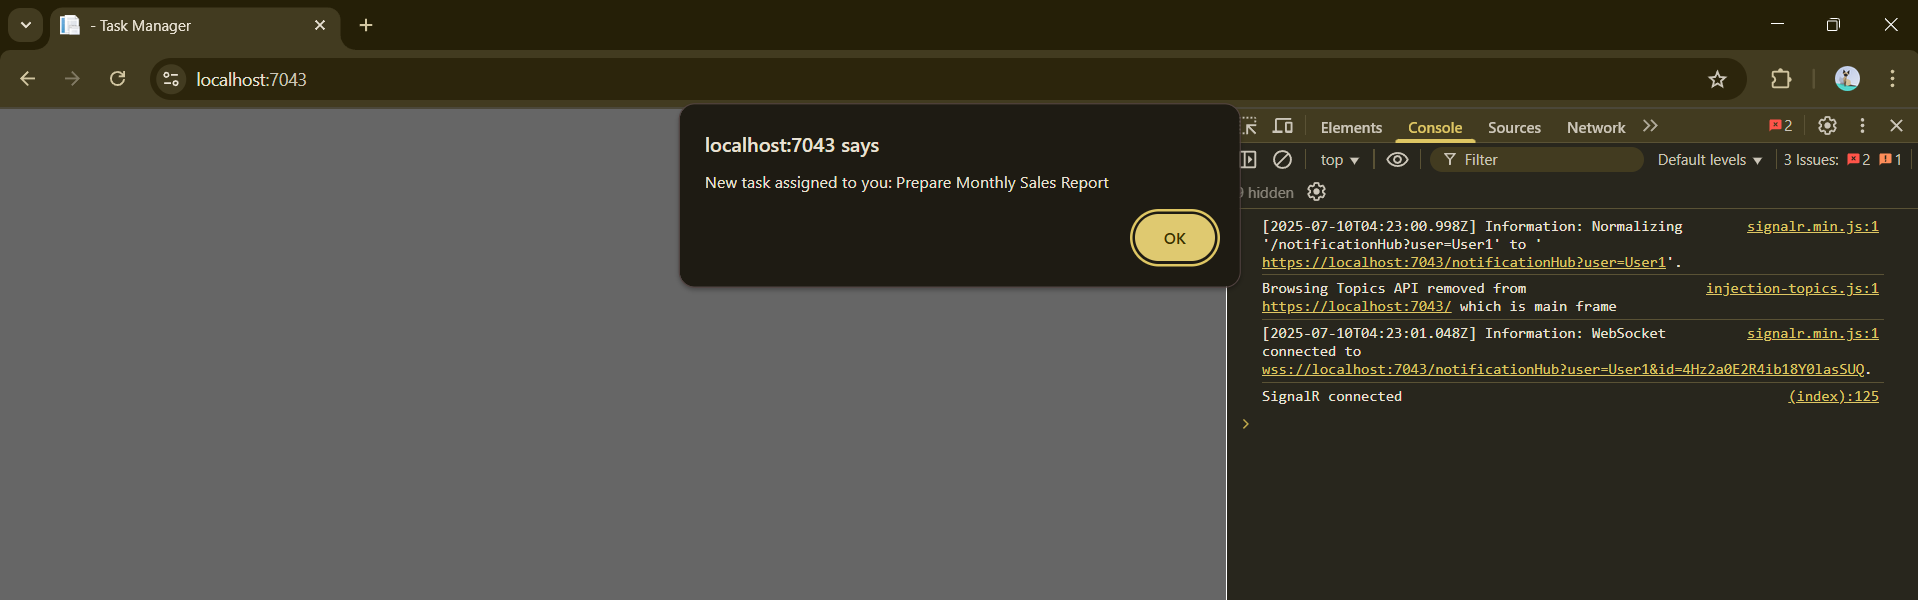 - Task Manager
localhost:7043
localhost:7043 says
New task assigned to you: Prepare Monthly Sales Report
OK
Elements Console Sources Network 2
top Filter Default levels 3 Issues: 2 1
hidden
[2025-07-10T04:23:00.998Z] Information: Normalizing signalr.min.js:1
'/notificationHub?user=User1' to '
https://localhost:7043/notificationHub?user=User1'.
Browsing Topics API removed from injection-topics.js:1
https://localhost:7043/ which is main frame
[2025-07-10T04:23:01.048Z] Information: WebSocket signalr.min.js:1
connected to
wss://localhost:7043/notificationHub?user=User1&id=4Hz2a0E2R4ib18Y0lasSUQ.
SignalR connected (index):125